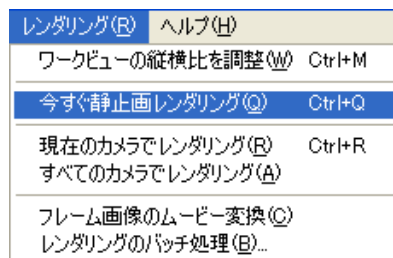 レンダリング(R) ヘルプ(H)
ワークビューの縦横比を調整(W) Ctrl+M
今すぐ静止画レンダリング(Q) Ctrl+Q
現在のカメラでレンダリング(R) Ctrl+R
すべてのカメラでレンダリング(A)
フレーム画像のムービー変換(C)
レンダリングのバッチ処理(B)...